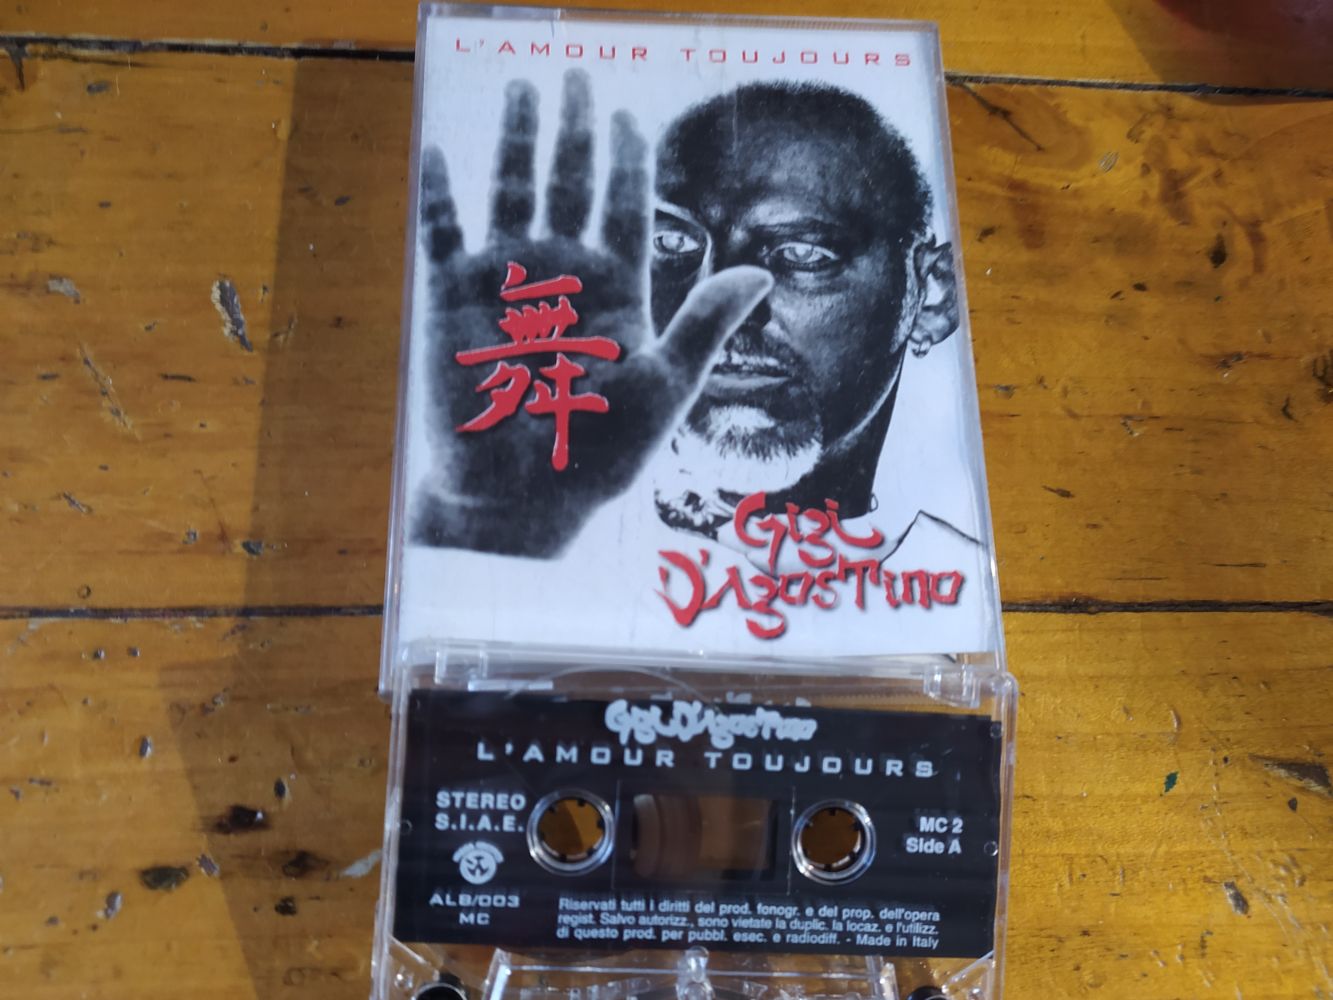 L'AMOUR TOUJOURS
舞
Gigi
D'Agostino
Gigi D'Agostino
L'AMOUR TOUJOURS
STEREO
S.I.A.E.
MC 2
Side A
ALB/003
MC
Riservati tutti i diritti del prod. fonogr. e del prop. dell'opera
regist. Salvo autorizz., sono vietate la duplic. la locaz. e l'utilizz.
di questo prod. per pubbl. esec. e radiodiff. - Made in Italy